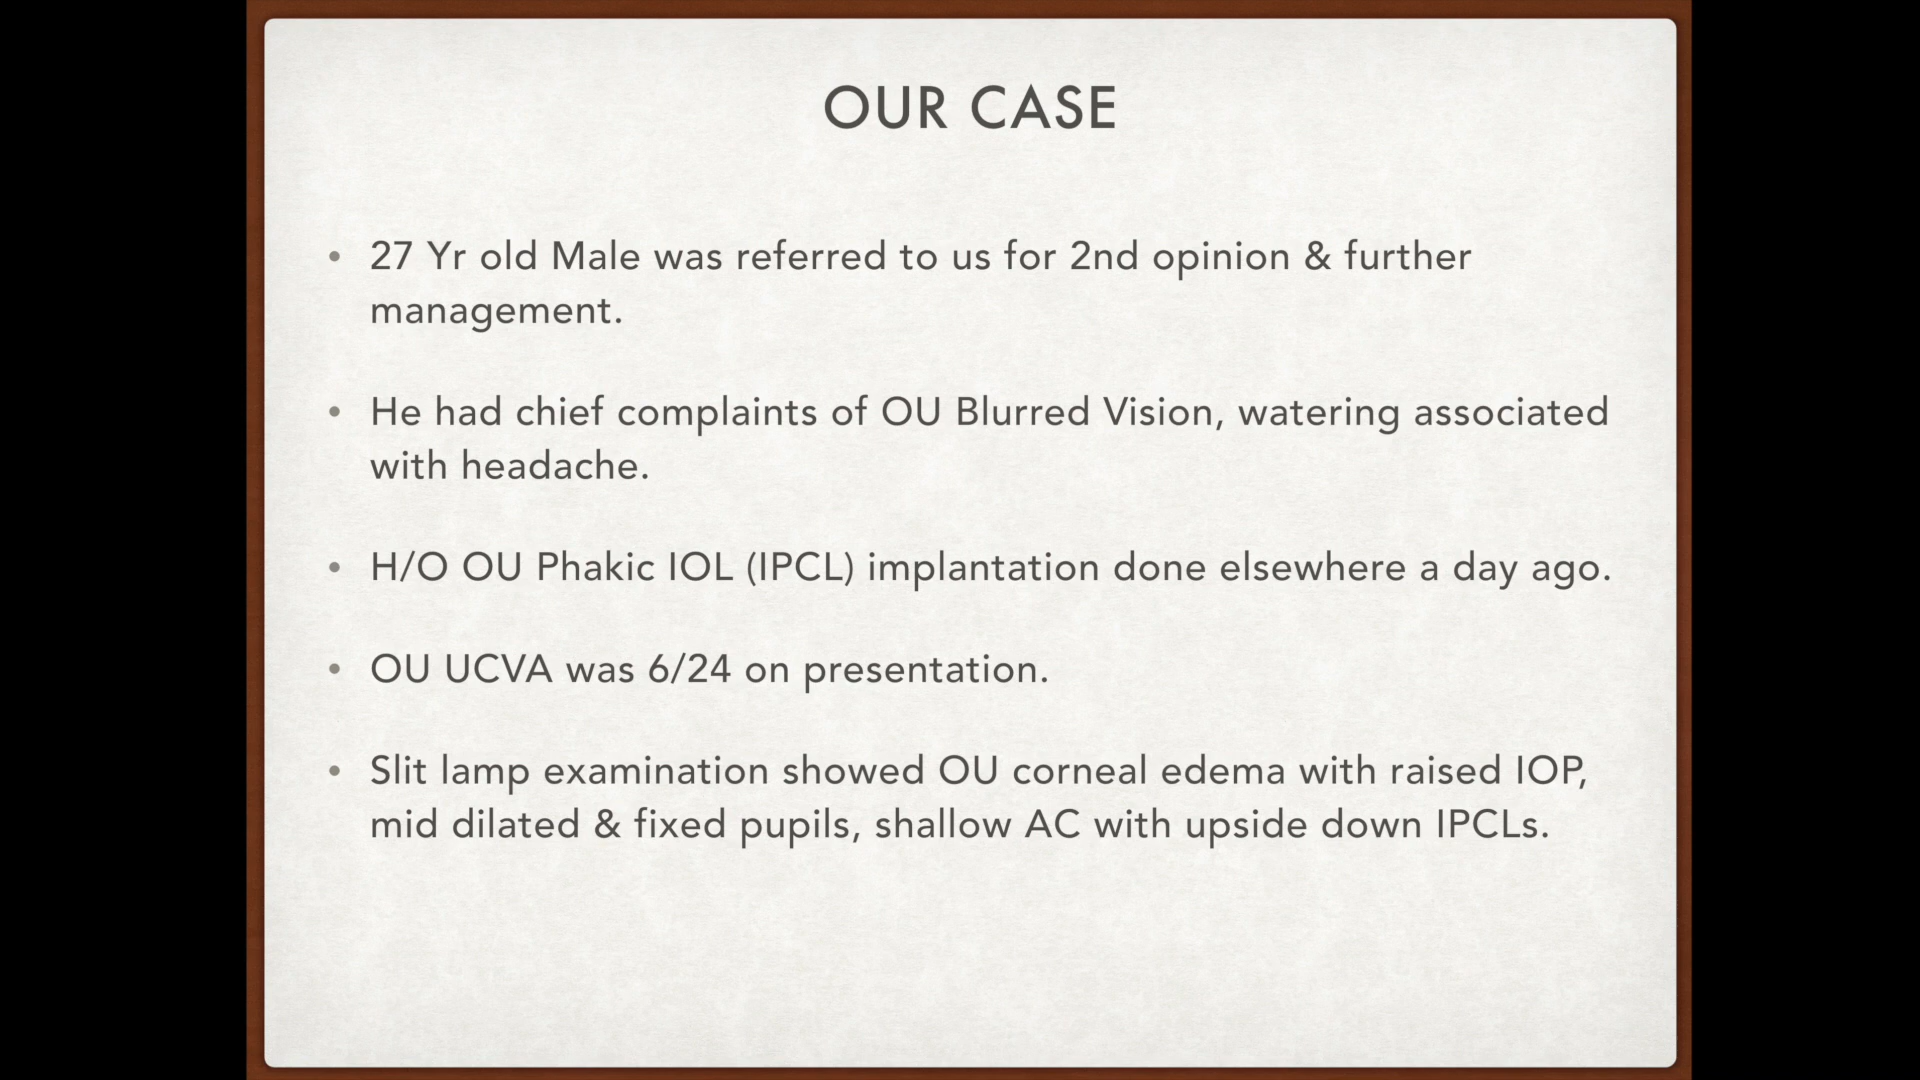 OUR CASE
• 27 Yr old Male was referred to us for 2nd opinion & further
management.
• He had chief complaints of OU Blurred Vision, watering associated
with headache.
• H/O OU Phakic IOL (IPCL) implantation done elsewhere a day ago.
• OU UCVA was 6/24 on presentation.
• Slit lamp examination showed OU corneal edema with raised IOP,
mid dilated & fixed pupils, shallow AC with upside down IPCLs.